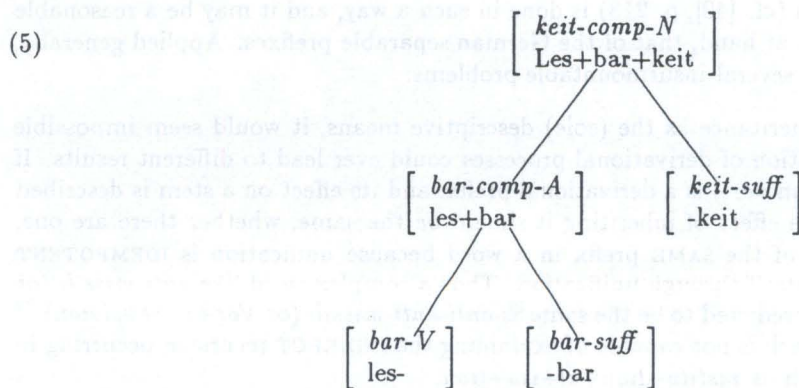 (5)
keit-comp-N
Les+bar+keit
bar-comp-A
les+bar
keit-suff
-keit
bar-V
les-
bar-suff
-bar